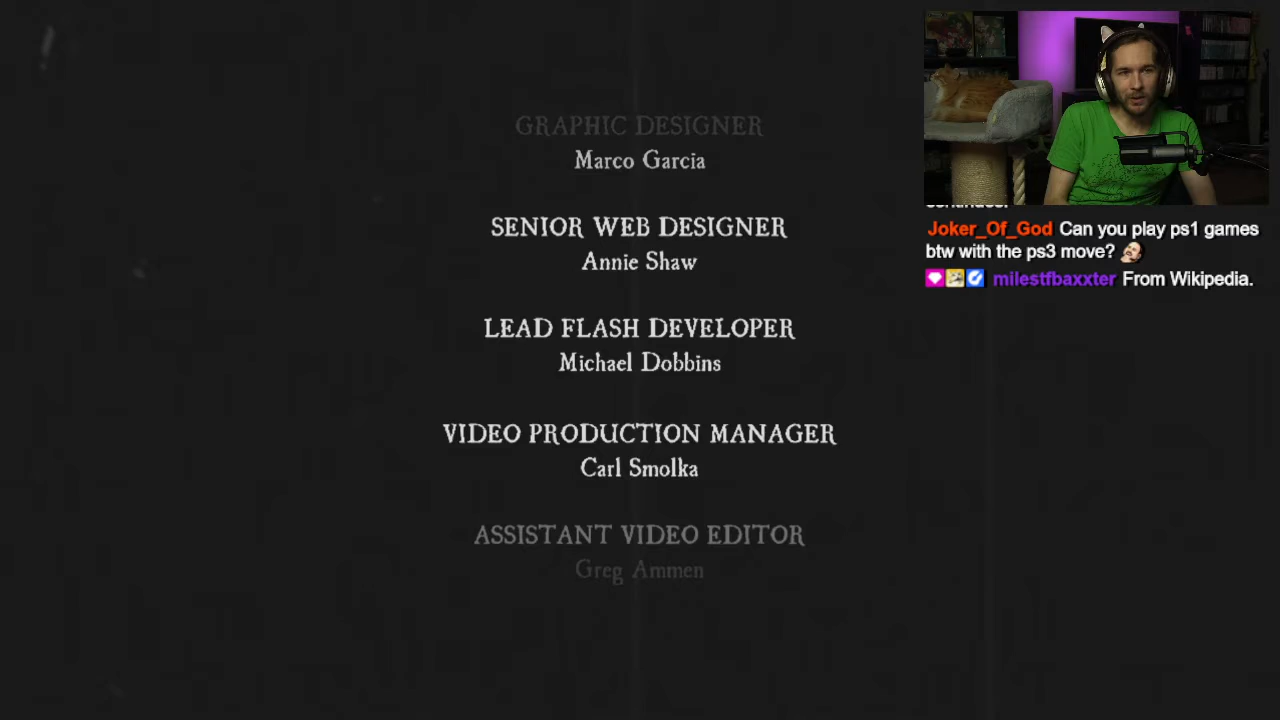 GRAPHIC DESIGNER
Marco Garcia
SENIOR WEB DESIGNER
Annie Shaw
LEAD FLASH DEVELOPER
Michael Dobbins
VIDEO PRODUCTION MANAGER
Carl Smolka
ASSISTANT VIDEO EDITOR
Greg Ammen
Joker_Of_God Can you play ps1 games
btw with the ps3 move?
milestfbaxxter From Wikipedia.